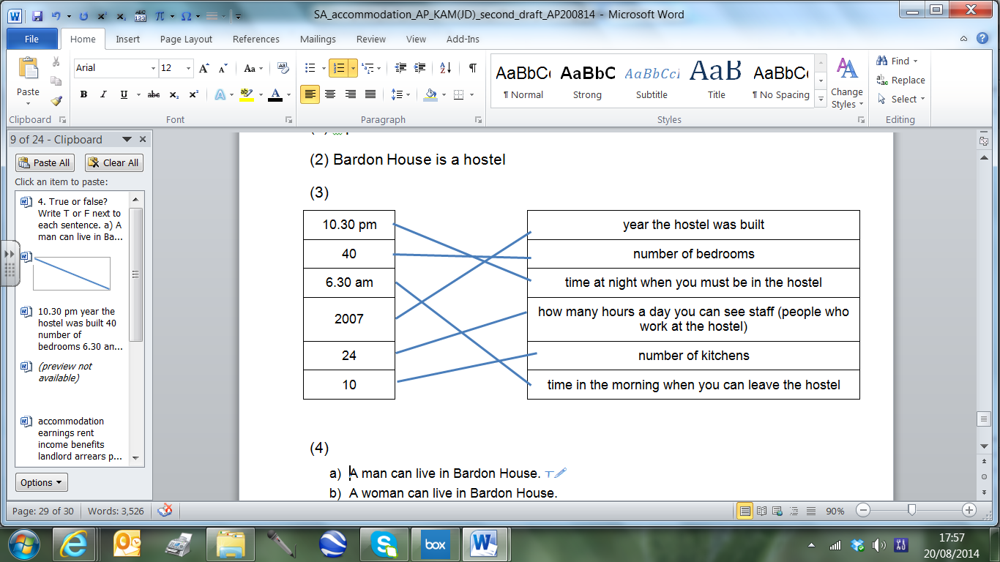 SA_accommodation_AP_KAM(JD)_second_draft_AP200814 - Microsoft Word
File Home Insert Page Layout References Mailings Review View Add-Ins
Paste
Arial 12
Clipboard Font Paragraph Styles Editing
AaBbCc AaBbC AaBbCcI AaB AaBbCc
¶ Normal Strong Subtitle Title ¶ No Spacing
Change
Styles
Find
Replace
Select
9 of 24 - Clipboard
Paste All Clear All
Click an item to paste:
4. True or false?
Write T or F next to
each sentence. a) A
man can live in Ba...
10.30 pm year the
hostel was built 40
number of
bedrooms 6.30 an...
(preview not
available)
accommodation
earnings rent
income benefits
landlord arrears p...
Options
(2) Bardon House is a hostel
(3)
10.30 pm year the hostel was built
40 number of bedrooms
6.30 am time at night when you must be in the hostel
2007 how many hours a day you can see staff (people who
work at the hostel)
24 number of kitchens
10 time in the morning when you can leave the hostel
(4)
a) A man can live in Bardon House. T
b) A woman can live in Bardon House.
Page: 29 of 30 Words: 3,526 90%
box
17:57
20/08/2014